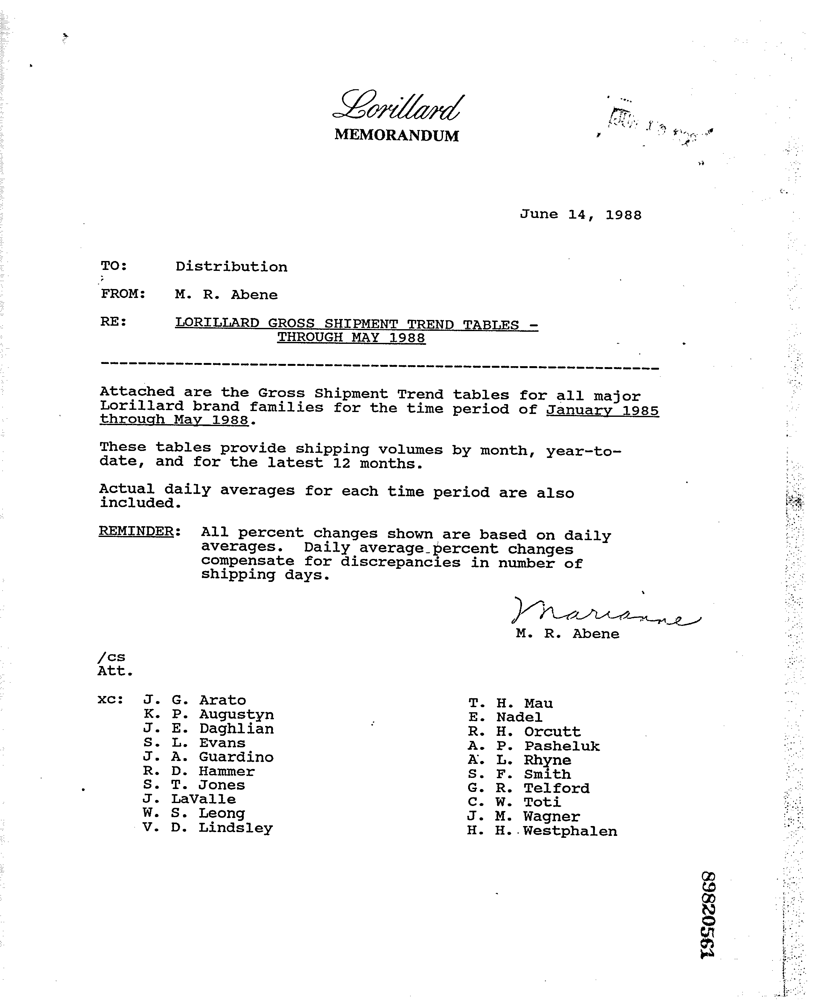 Lorillard
MEMORANDUM
June 14, 1988
TO: Distribution
FROM: M. R. Abene
RE: LORILLARD GROSS SHIPMENT TREND TABLES -
THROUGH MAY 1988
Attached are the Gross Shipment Trend tables for all major
Lorillard brand families for the time period of January 1985
through May 1988.
These tables provide shipping volumes by month, year-to-
date, and for the latest 12 months.
Actual daily averages for each time period are also
included.
REMINDER: All percent changes shown are based on daily
averages. Daily average percent changes
compensate for discrepancies in number of
shipping days.
Marianne
M. R. Abene
/cs
Att.
xc: J. G. Arato
K. P. Augustyn
J. E. Daghlian
S. L. Evans
J. A. Guardino
R. D. Hammer
S. T. Jones
J. LaValle
W. S. Leong
V. D. Lindsley
T. H. Mau
E. Nadel
R. H. Orcutt
A. P. Pasheluk
A. L. Rhyne
S. F. Smith
G. R. Telford
C. W. Toti
J. M. Wagner
H. H. Westphalen
89820561